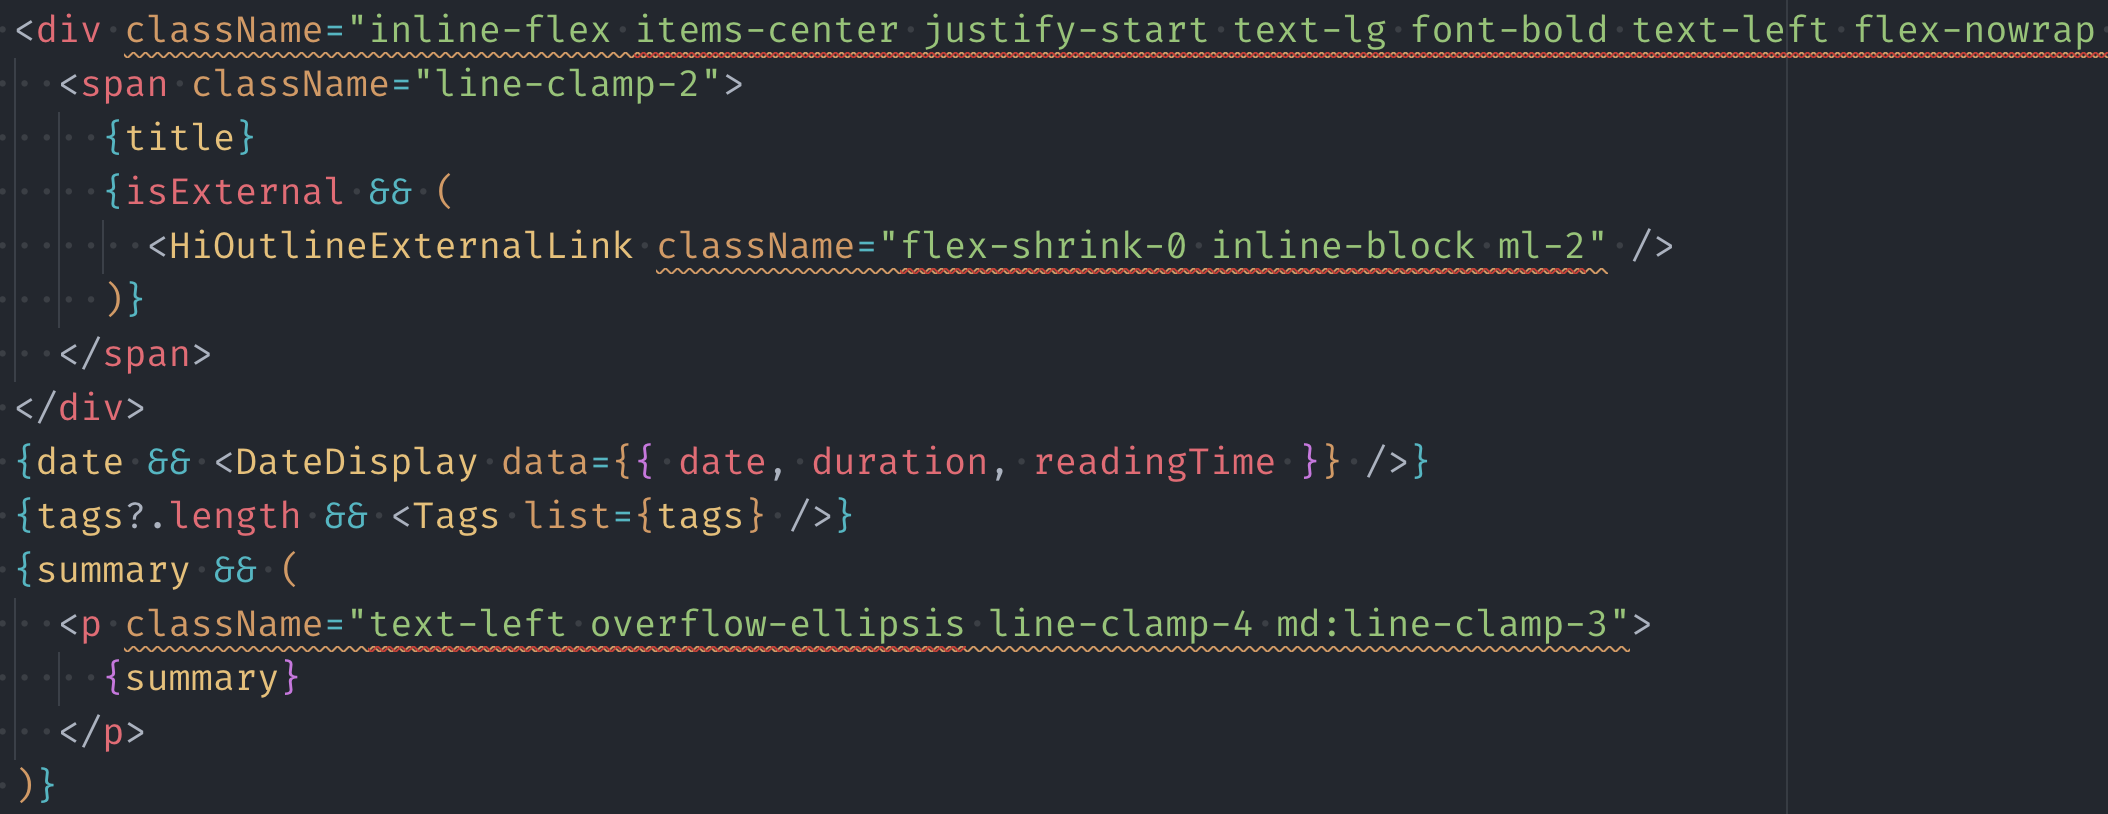 <div className="inline-flex items-center justify-start text-lg font-bold text-left flex-nowrap
<span className="line-clamp-2">
{title}
{isExternal && (
<HiOutlineExternalLink className="flex-shrink-0 inline-block ml-2" />
)}
</span>
</div>
{date && <DateDisplay data={{ date, duration, readingTime }} />}
{tags?.length && <Tags list={tags} />}
{summary && (
<p className="text-left overflow-ellipsis line-clamp-4 md:line-clamp-3">
{summary}
</p>
)}